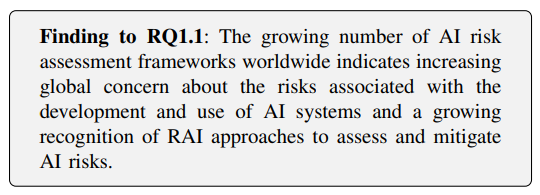 Finding to RQ1.1: The growing number of AI risk
assessment frameworks worldwide indicates increasing
global concern about the risks associated with the
development and use of AI systems and a growing
recognition of RAI approaches to assess and mitigate
AI risks.